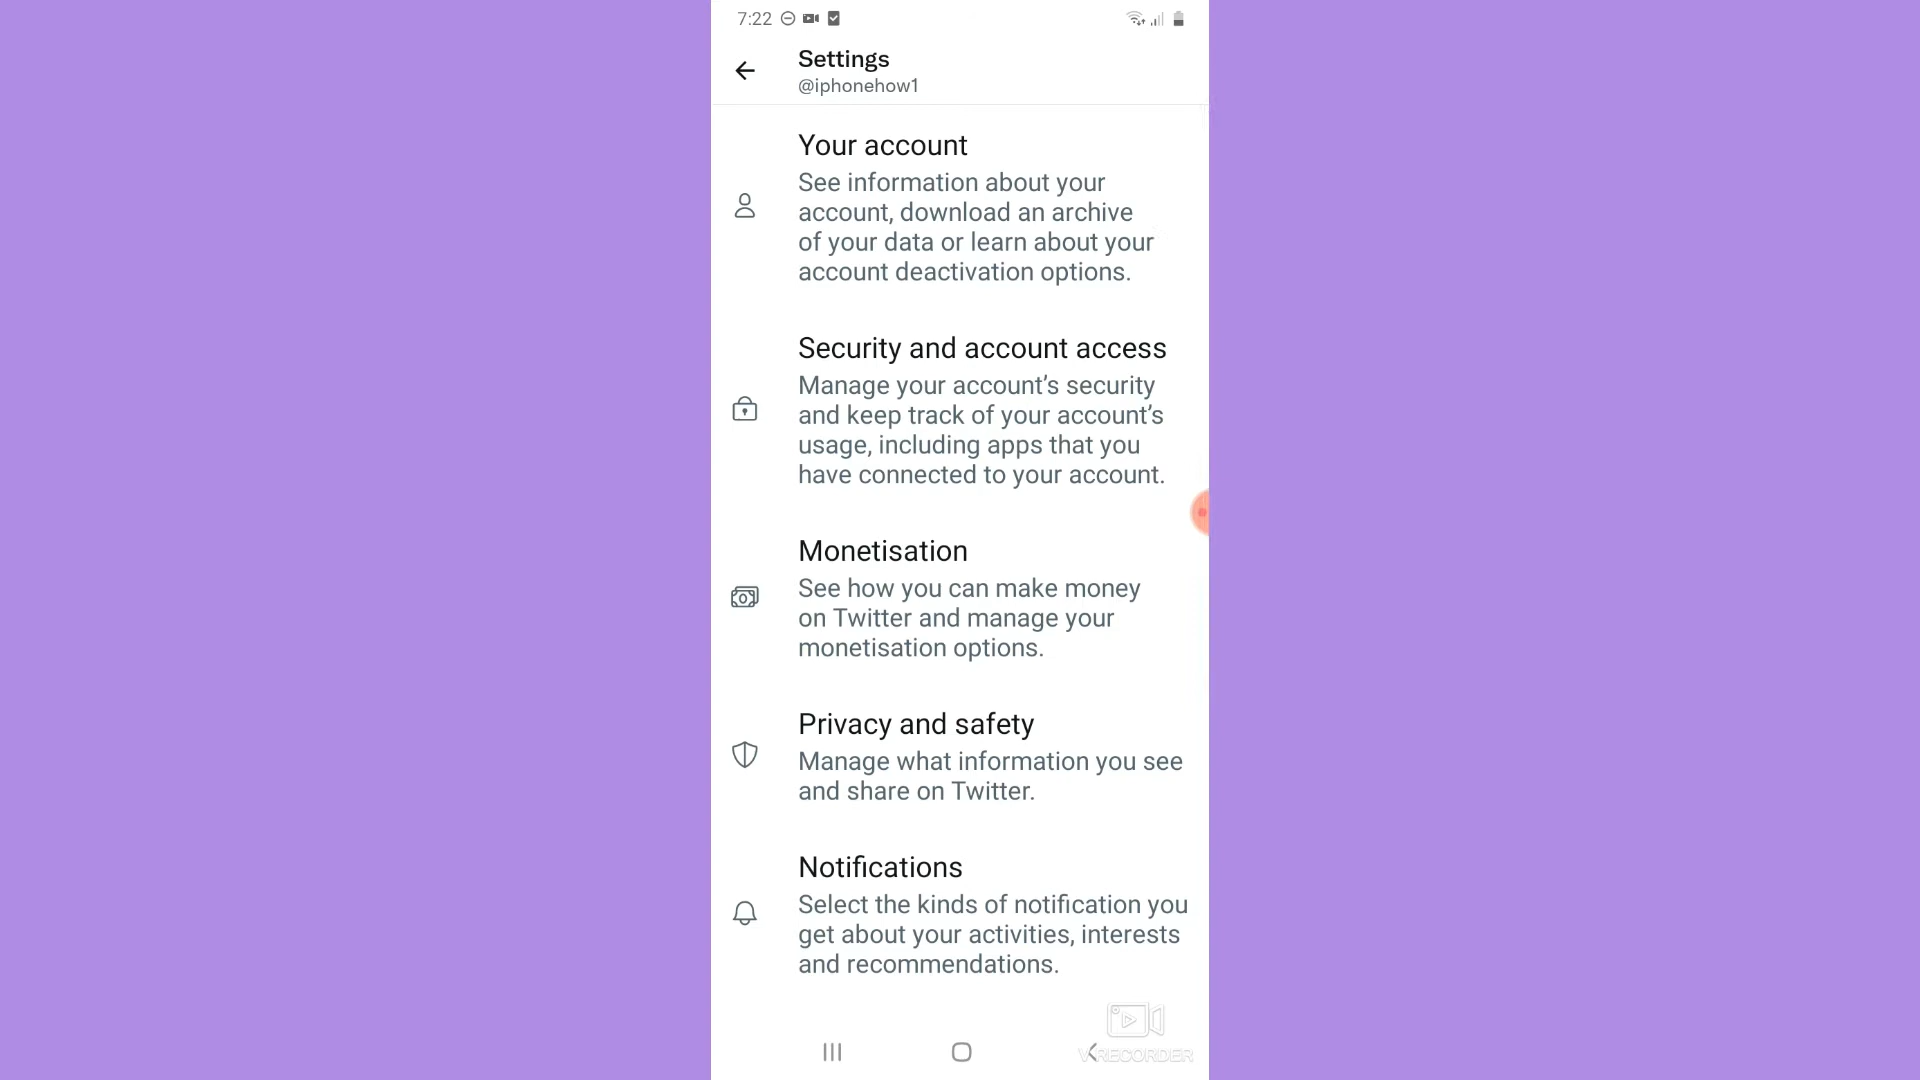 7:22
Settings
@iphonehow1
Your account
See information about your
account, download an archive
of your data or learn about your
account deactivation options.
Security and account access
Manage your account’s security
and keep track of your account’s
usage, including apps that you
have connected to your account.
Monetisation
See how you can make money
on Twitter and manage your
monetisation options.
Privacy and safety
Manage what information you see
and share on Twitter.
Notifications
Select the kinds of notification you
get about your activities, interests
and recommendations.
VRECORDER